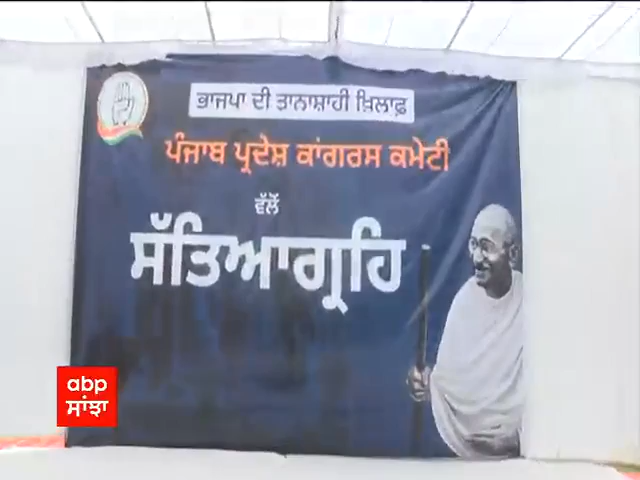 ਭਾਜਪਾ ਦੀ ਤਾਨਾਸ਼ਾਹੀ ਖ਼ਿਲਾਫ਼
ਪੰਜਾਬ ਪ੍ਰਦੇਸ਼ ਕਾਂਗਰਸ ਕਮੇਟੀ
ਵੱਲੋਂ
ਸੱਤਿਆਗ੍ਰਹਿ
abp
ਸਾਂਝਾ